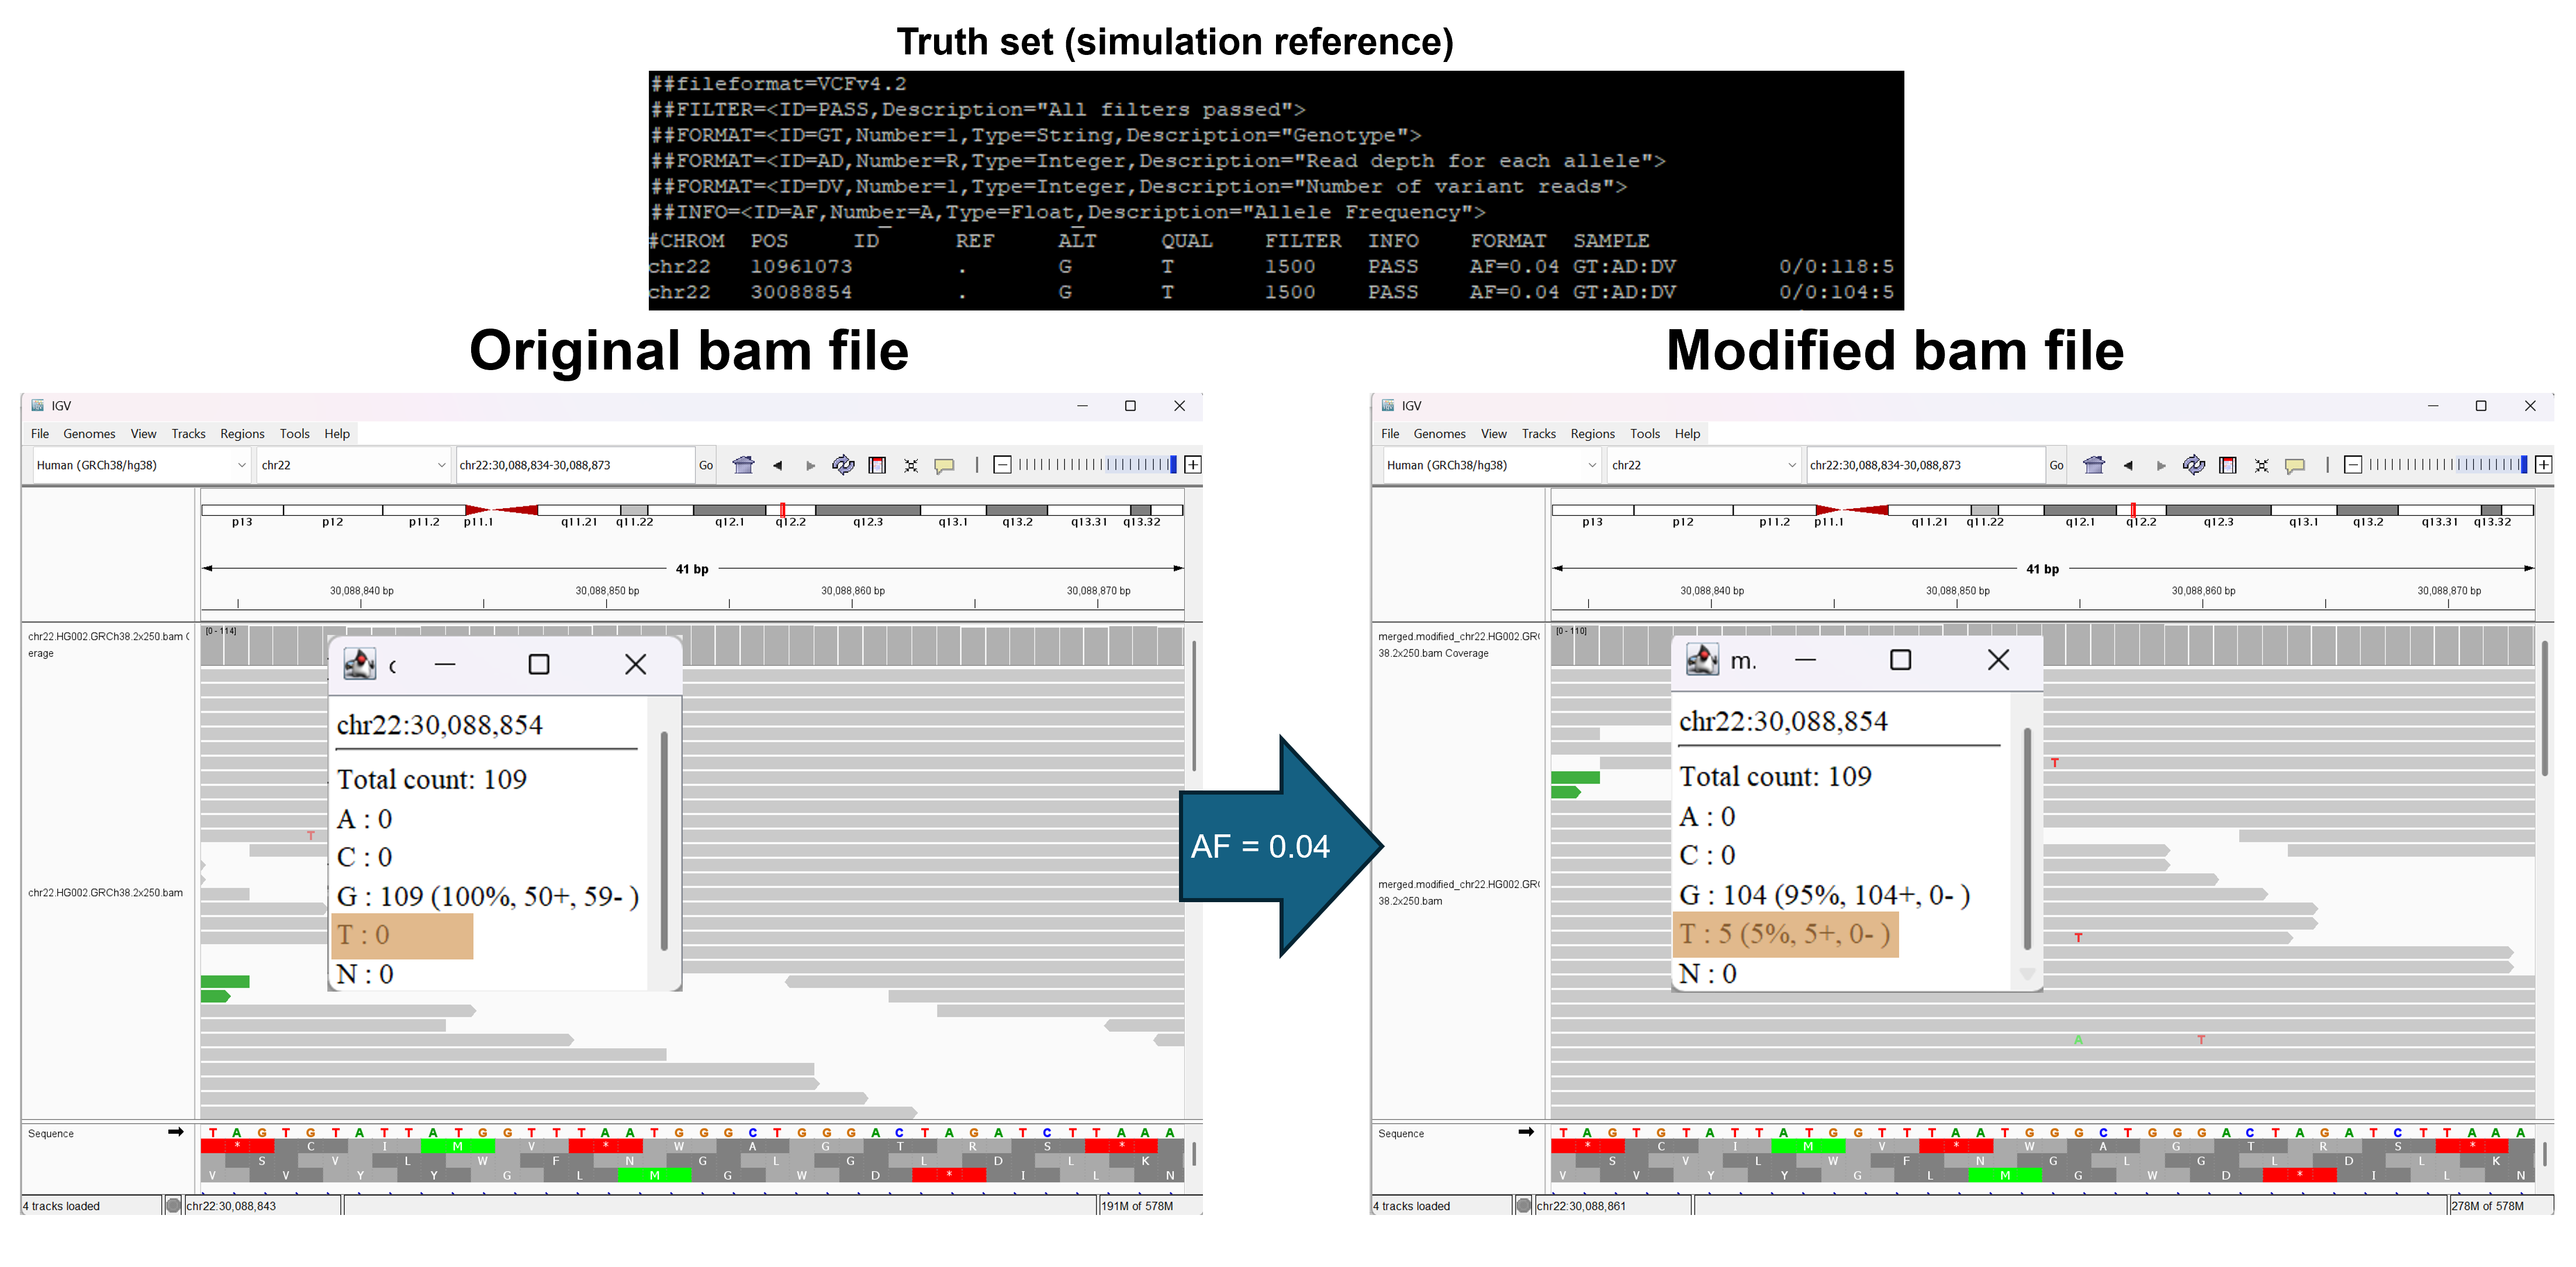 Truth set (simulation reference)
##fileformat=VCFv4.2
##FILTER=<ID=PASS,Description="All filters passed">
##FORMAT=<ID=GT,Number=1,Type=String,Description="Genotype">
##FORMAT=<ID=AD,Number=R,Type=Integer,Description="Read depth for each allele">
##FORMAT=<ID=DV,Number=1,Type=Integer,Description="Number of variant reads">
##INFO=<ID=AF,Number=A,Type=Float,Description="Allele Frequency">
#CHROM POS ID REF ALT QUAL FILTER INFO FORMAT SAMPLE
chr22 10961073 . G T 1500 PASS AF=0.04 GT:AD:DV 0/0:118:5
chr22 30088854 . G T 1500 PASS AF=0.04 GT:AD:DV 0/0:104:5
Original bam file
IGV
File Genomes View Tracks Regions Tools Help
Human (GRCh38/hg38) chr22 chr22:30,088,834-30,088,873 Go
p13 p12 p11.2 p11.1 q11.21 q11.22 q12.1 q12.2 q12.3 q13.1 q13.2 q13.31 q13.32
41 bp
30,088,840 bp 30,088,850 bp 30,088,860 bp 30,088,870 bp
chr22.HG002.GRCh38.2x250.bam C
erage
[0 - 114]
chr22:30,088,854
Total count: 109
A : 0
C : 0
G : 109 (100%, 50+, 59- )
T : 0
N : 0
T
chr22.HG002.GRCh38.2x250.bam
Sequence
T A G T G T A T T A T G G T T T A A T G G G C T G G G A C T A G A T C T T A A A
* C I M V * W A G T R S *
S V L W F N G L G L D L K
V V Y Y G L M G W D * I L N
4 tracks loaded chr22:30,088,843 191M of 578M
AF = 0.04
Modified bam file
IGV
File Genomes View Tracks Regions Tools Help
Human (GRCh38/hg38) chr22 chr22:30,088,834-30,088,873 Go
p13 p12 p11.2 p11.1 q11.21 q11.22 q12.1 q12.2 q12.3 q13.1 q13.2 q13.31 q13.32
41 bp
30,088,840 bp 30,088,850 bp 30,088,860 bp 30,088,870 bp
merged.modified_chr22.HG002.GRC
38.2x250.bam Coverage
[0 - 110]
m.
chr22:30,088,854
Total count: 109
A : 0
C : 0
G : 104 (95%, 104+, 0- )
T : 5 (5%, 5+, 0- )
N : 0
T
T
A T
merged.modified_chr22.HG002.GRC
38.2x250.bam
Sequence
T A G T G T A T T A T G G T T T A A T G G G C T G G G A C T A G A T C T T A A A
* C I M V * W A G T R S *
S V L W F N G L G L D L K
V V Y Y G L M G W D * I L N
4 tracks loaded chr22:30,088,861 278M of 578M